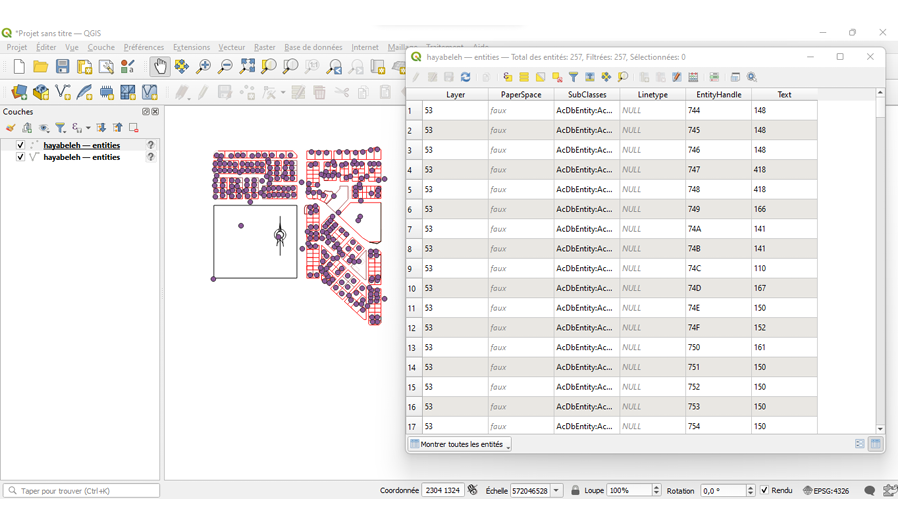 *Projet sans titre — QGIS
Projet Éditer Vue Couche Préférences Extensions Vecteur Raster Base de données Internet Maillage Traitement Aide
hayabeleh — entities — Total des entités: 257, Filtrées: 257, Sélectionnées: 0
Couches
hayabeleh — entities
hayabeleh — entities
Layer PaperSpace SubClasses Linetype EntityHandle Text
1 53 faux AcDbEntity:Ac... NULL 744 148
2 53 faux AcDbEntity:Ac... NULL 745 148
3 53 faux AcDbEntity:Ac... NULL 746 148
4 53 faux AcDbEntity:Ac... NULL 747 418
5 53 faux AcDbEntity:Ac... NULL 748 418
6 53 faux AcDbEntity:Ac... NULL 749 166
7 53 faux AcDbEntity:Ac... NULL 74A 141
8 53 faux AcDbEntity:Ac... NULL 74B 141
9 53 faux AcDbEntity:Ac... NULL 74C 110
10 53 faux AcDbEntity:Ac... NULL 74D 167
11 53 faux AcDbEntity:Ac... NULL 74E 150
12 53 faux AcDbEntity:Ac... NULL 74F 152
13 53 faux AcDbEntity:Ac... NULL 750 161
14 53 faux AcDbEntity:Ac... NULL 751 150
15 53 faux AcDbEntity:Ac... NULL 752 150
16 53 faux AcDbEntity:Ac... NULL 753 150
17 53 faux AcDbEntity:Ac... NULL 754 150
Montrer toutes les entités
Taper pour trouver (Ctrl+K) Coordonnée 2304 1324 Échelle 572046528 Loupe 100% Rotation 0,0 ° Rendu EPSG:4326